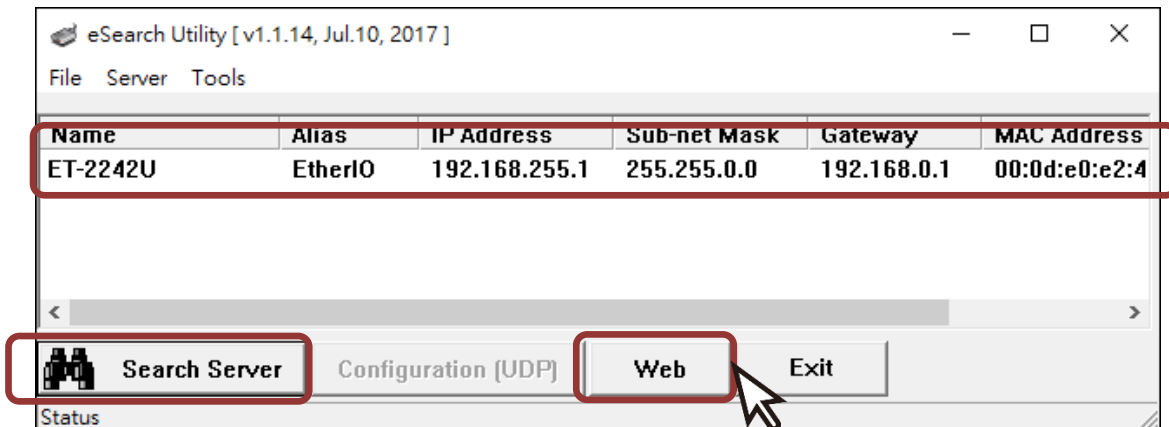 eSearch Utility [ v1.1.14, Jul.10, 2017 ]
File Server Tools
Name Alias IP Address Sub-net Mask Gateway MAC Address
ET-2242U EtherIO 192.168.255.1 255.255.0.0 192.168.0.1 00:0d:e0:e2:4
Search Server Configuration (UDP) Web Exit
Status